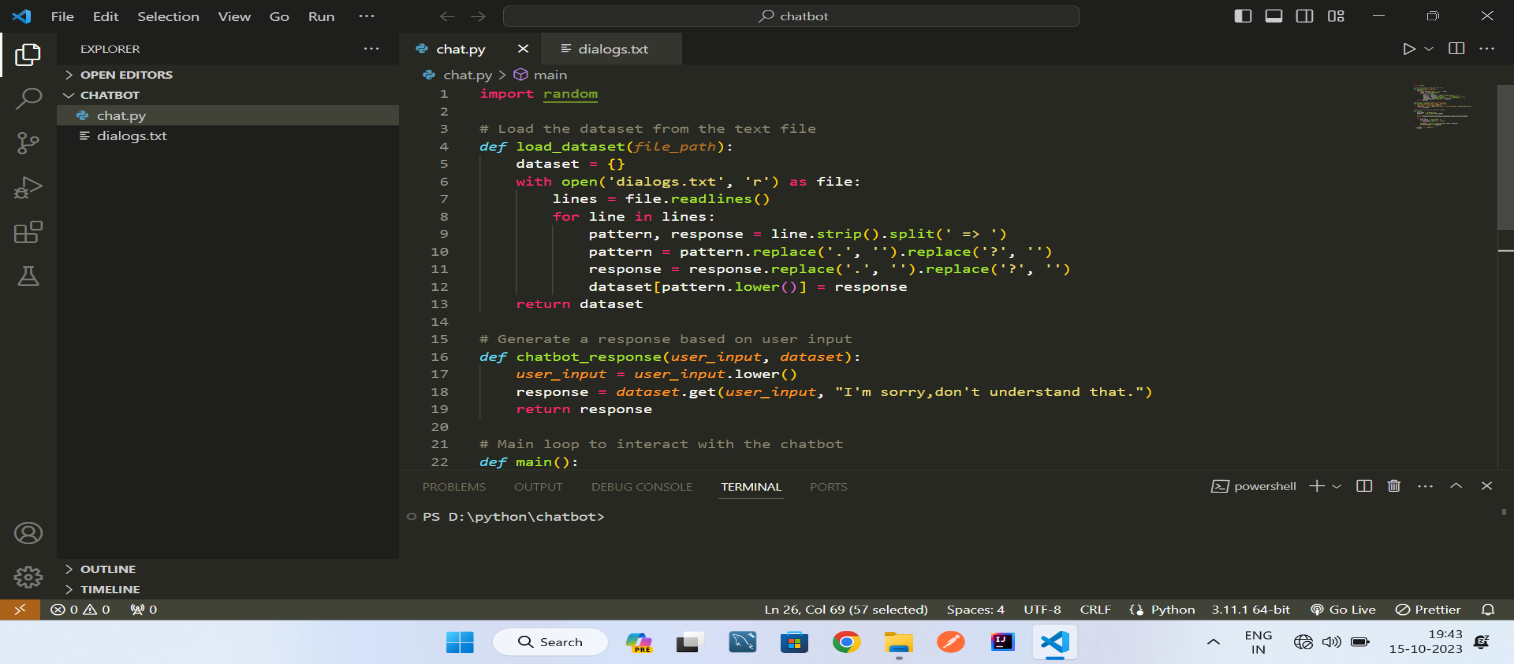 File Edit Selection View Go Run ···
chatbot
EXPLORER ···
OPEN EDITORS
CHATBOT
chat.py
dialogs.txt
OUTLINE
TIMELINE
chat.py dialogs.txt
chat.py > main
1 import random
2
3 # Load the dataset from the text file
4 def load_dataset(file_path):
5 dataset = {}
6 with open('dialogs.txt', 'r') as file:
7 lines = file.readlines()
8 for line in lines:
9 pattern, response = line.strip().split(' => ')
10 pattern = pattern.replace('.', '').replace('?', '')
11 response = response.replace('.', '').replace('?', '')
12 dataset[pattern.lower()] = response
13 return dataset
14
15 # Generate a response based on user input
16 def chatbot_response(user_input, dataset):
17 user_input = user_input.lower()
18 response = dataset.get(user_input, "I'm sorry,don't understand that.")
19 return response
20
21 # Main loop to interact with the chatbot
22 def main():
PROBLEMS OUTPUT DEBUG CONSOLE TERMINAL PORTS
powershell
PS D:\python\chatbot>
0 0 0
Ln 26, Col 69 (57 selected) Spaces: 4 UTF-8 CRLF Python 3.11.1 64-bit Go Live Prettier
Search
PRE
IJ
ENG
IN
19:43
15-10-2023